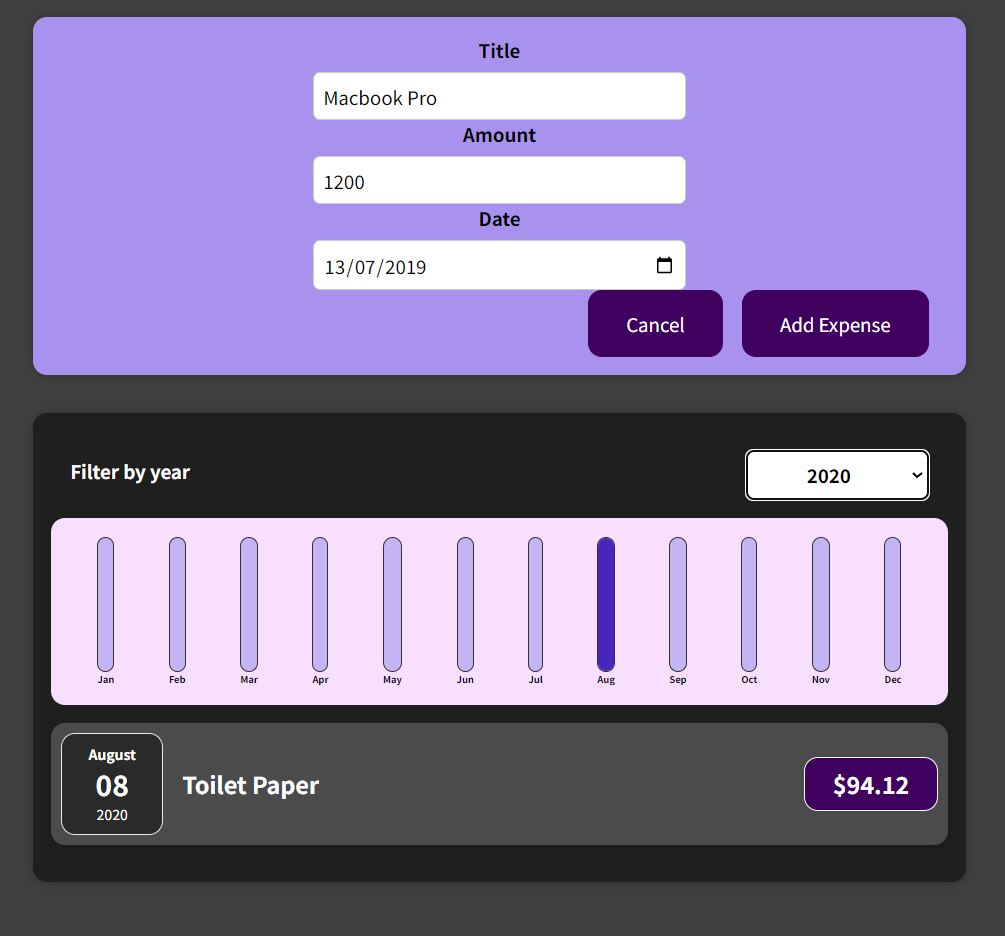 Title
Macbook Pro
Amount
1200
Date
13/07/2019
Cancel Add Expense
Filter by year 2020
Jan Feb Mar Apr May Jun Jul Aug Sep Oct Nov Dec
August
08
2020
Toilet Paper
$94.12